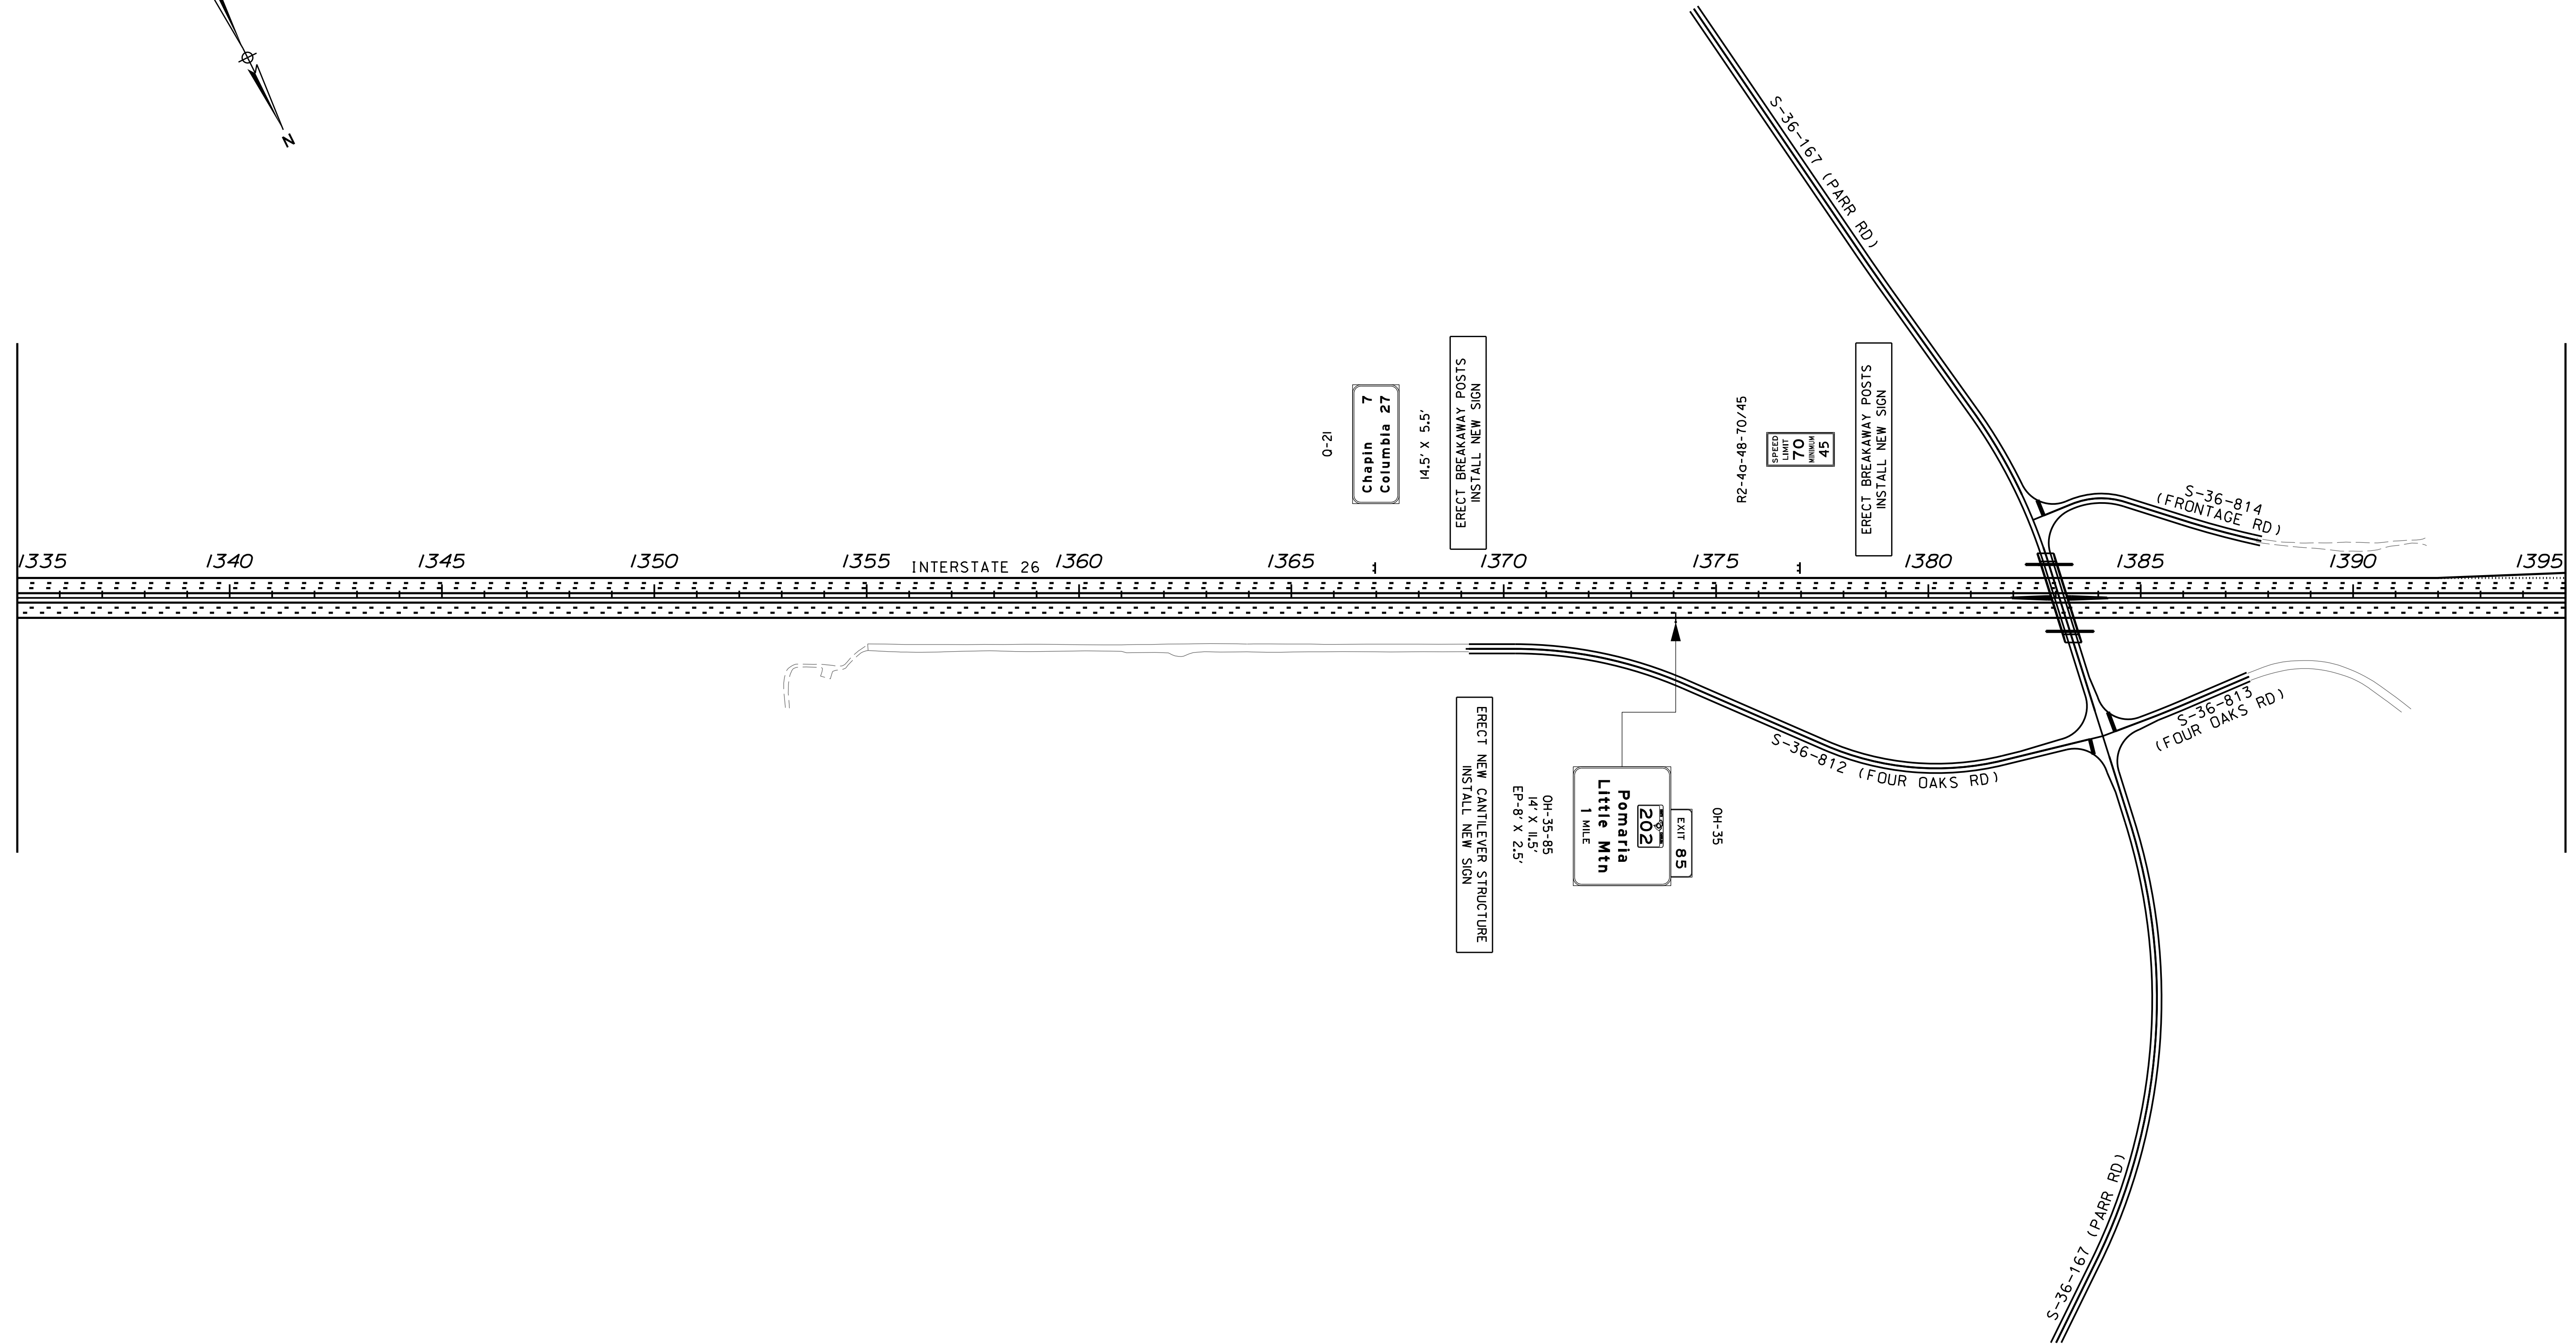 N
S-36-167 (PARR RD)
O-21
Chapin 7
Columbia 27
14.5' X 5.5'
ERECT BREAKAWAY POSTS
INSTALL NEW SIGN
R2-4a-48-70/45
SPEED
LIMIT
70
MINIMUM
45
ERECT BREAKAWAY POSTS
INSTALL NEW SIGN
S-36-814
(FRONTAGE RD)
1335 1340 1345 1350 1355 INTERSTATE 26 1360 1365 1370 1375 1380 1385 1390 1395
S-36-813
(FOUR OAKS RD)
S-36-812 (FOUR OAKS RD)
OH-35
EXIT 85
202
Pomaria
Little Mtn
1 MILE
OH-35-85
14' X 11.5'
EP-8' X 2.5'
ERECT NEW CANTILEVER STRUCTURE
INSTALL NEW SIGN
S-36-167 (PARR RD)